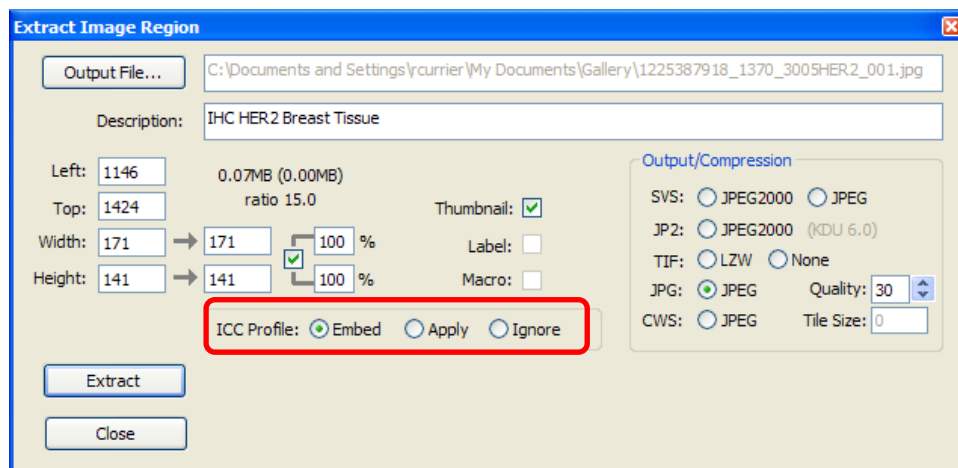 Extract Image Region
Output File... C:\Documents and Settings\rcurrier\My Documents\Gallery\1225387918_1370_3005HER2_001.jpg
Description: IHC HER2 Breast Tissue
Left: 1146
Top: 1424
Width: 171 171 100 %
Height: 141 141 100 %
0.07MB (0.00MB)
ratio 15.0
Thumbnail:
Label:
Macro:
ICC Profile: Embed Apply Ignore
Output/Compression
SVS: JPEG2000 JPEG
JP2: JPEG2000 (KDU 6.0)
TIF: LZW None
JPG: JPEG Quality: 30
CWS: JPEG Tile Size: 0
Extract
Close